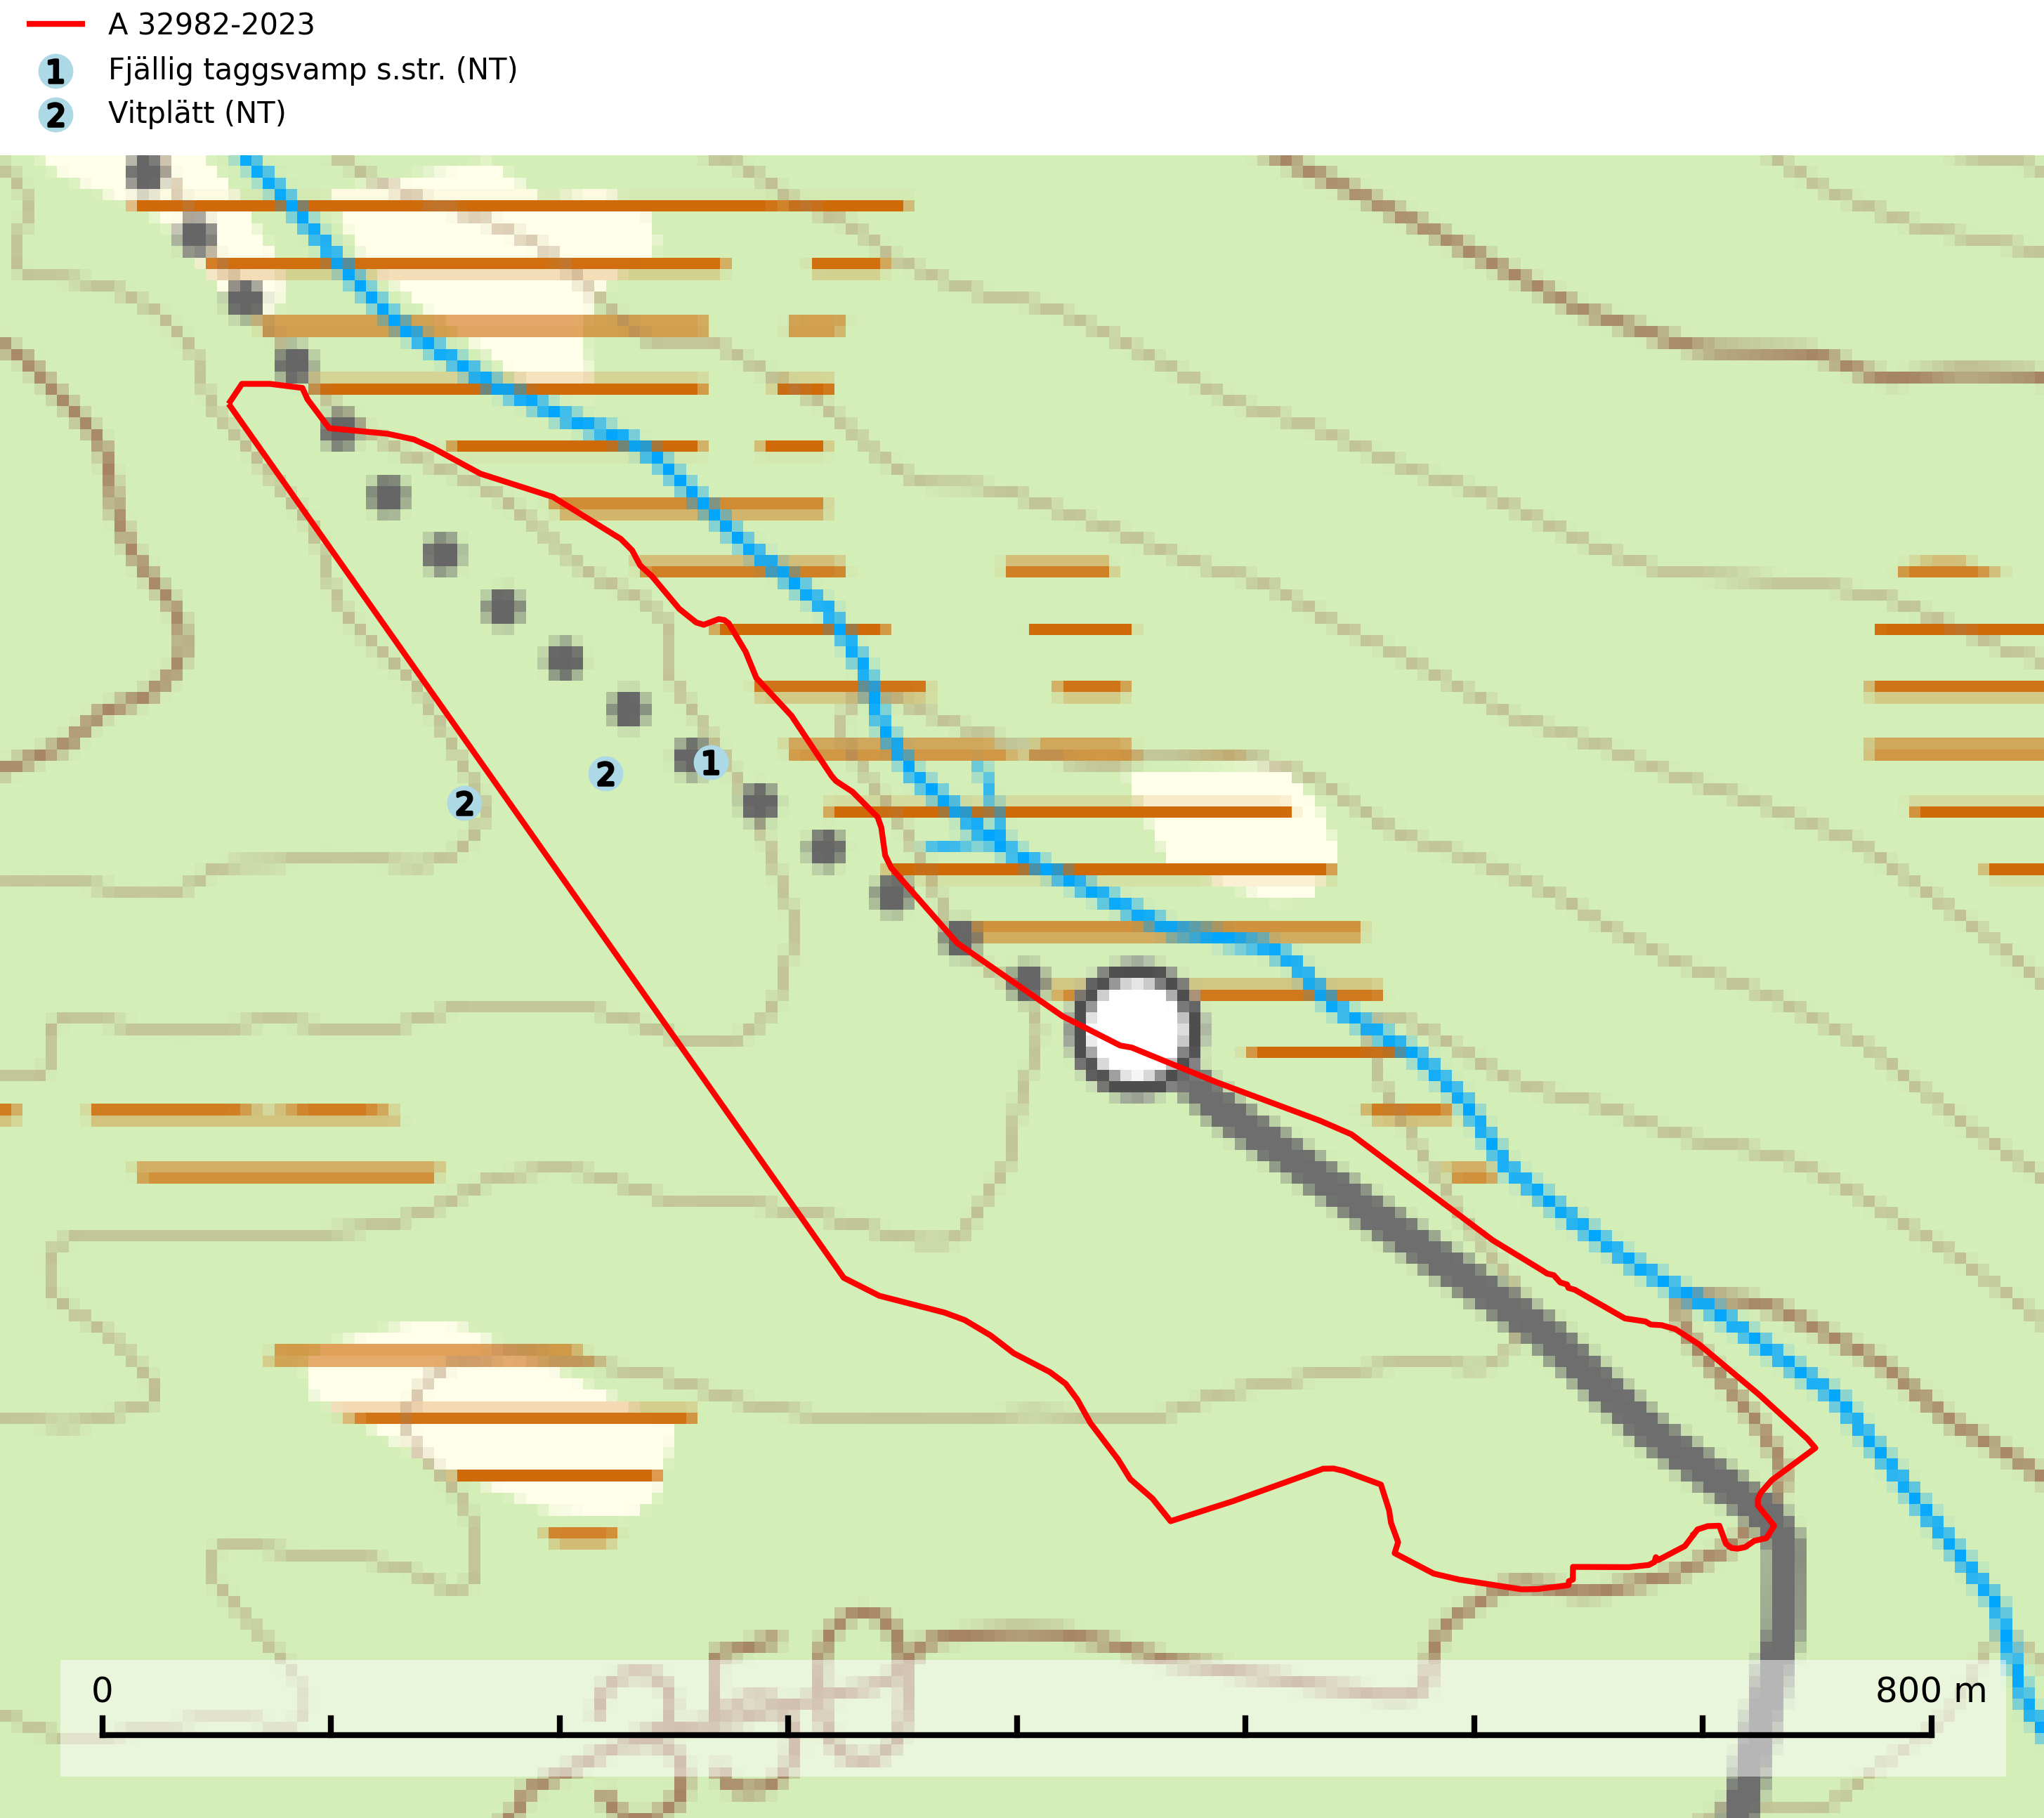 A 32982-2023
1 Fjällig taggsvamp s.str. (NT)
2 Vitplätt (NT)
2 1
2
0 800 m